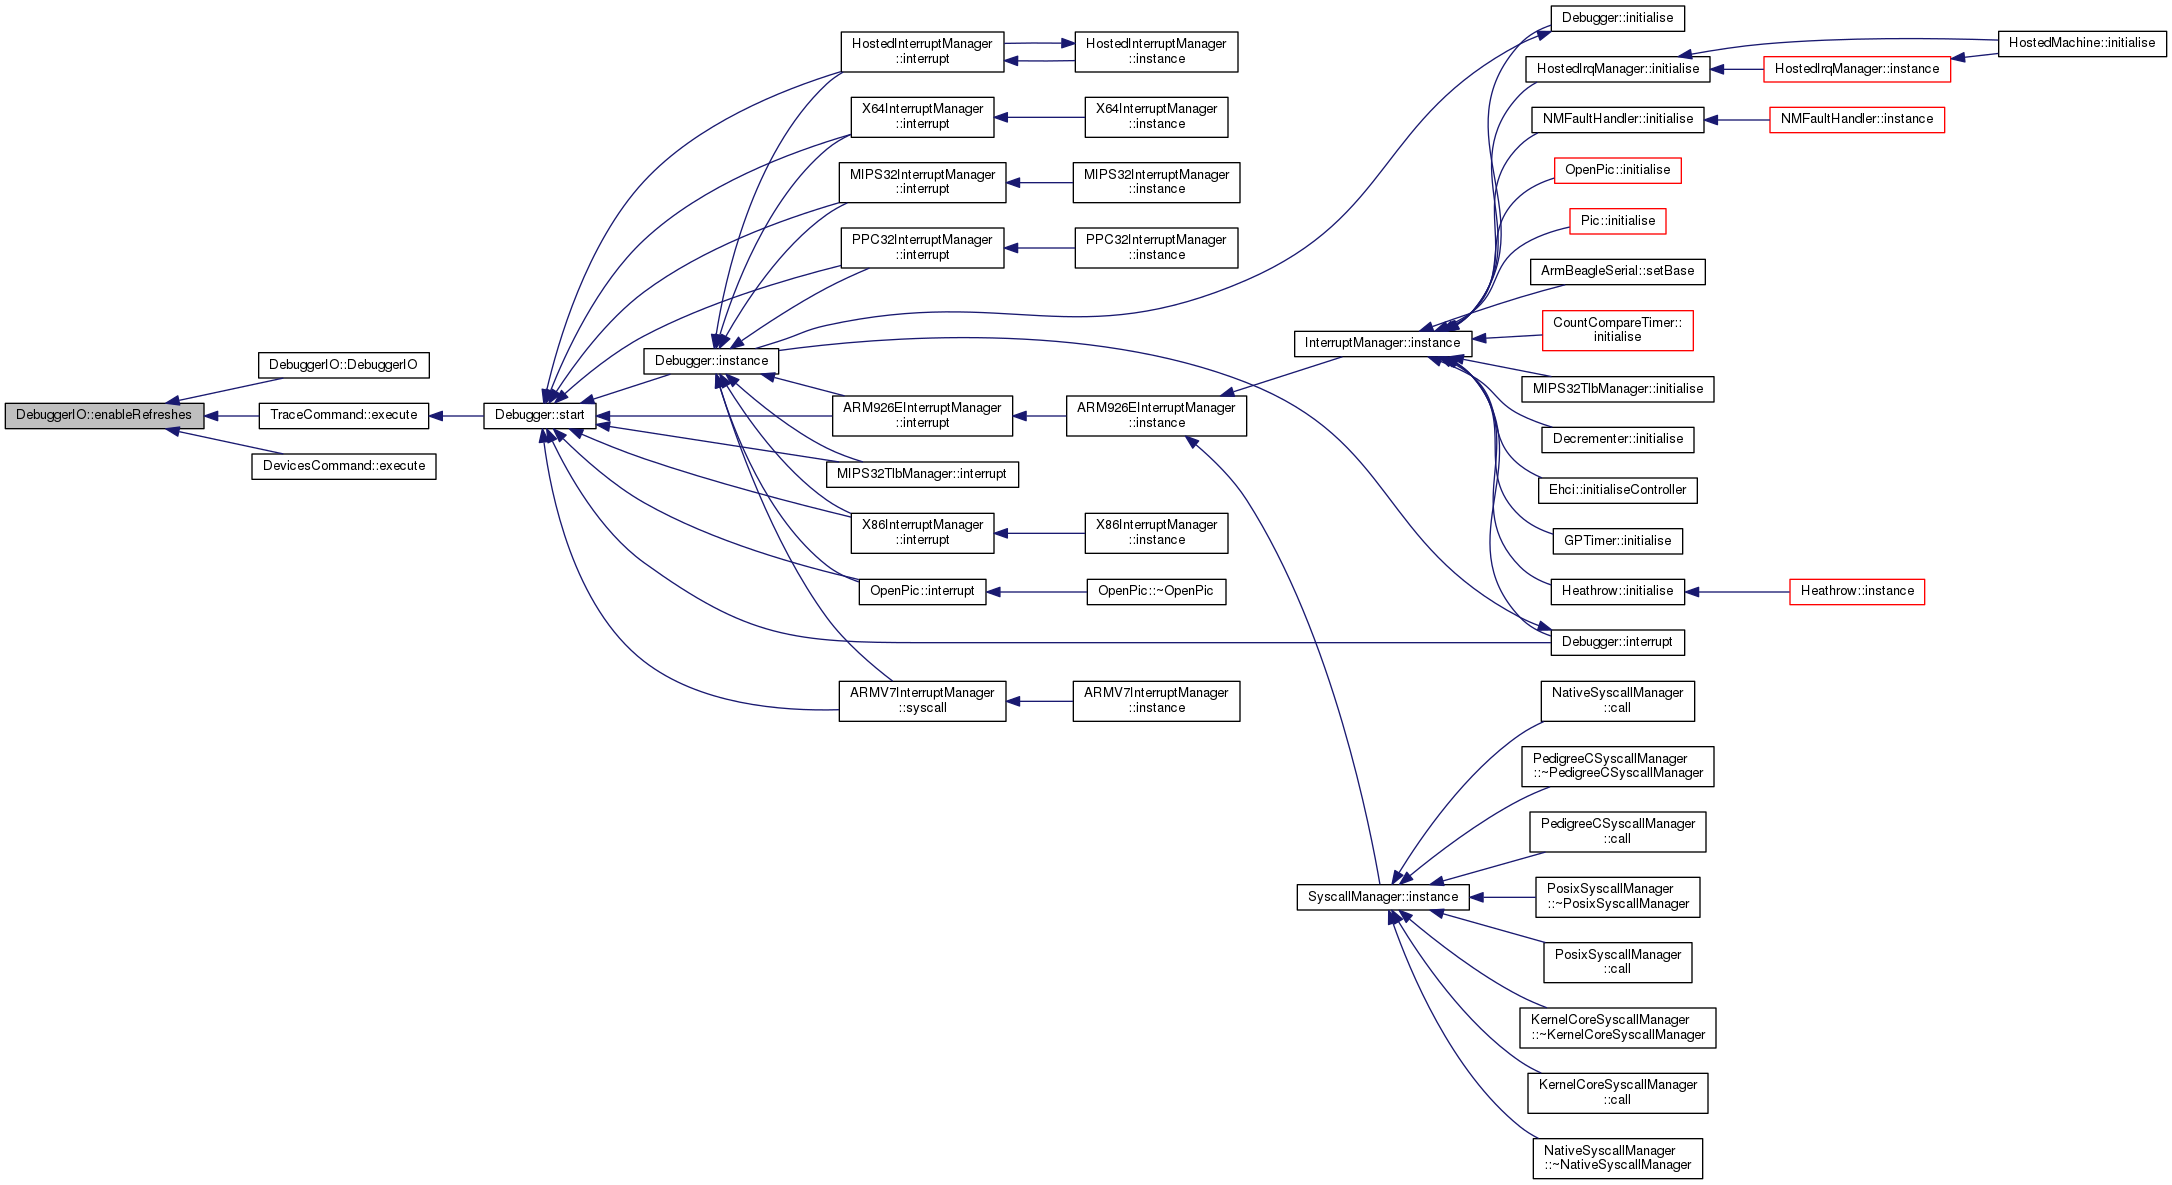 DebuggerIO::enableRefreshes
DebuggerIO::DebuggerIO
TraceCommand::execute
DevicesCommand::execute
Debugger::start
Debugger::instance
HostedInterruptManager
::interrupt
X64InterruptManager
::interrupt
MIPS32InterruptManager
::interrupt
PPC32InterruptManager
::interrupt
ARM926EInterruptManager
::interrupt
MIPS32TlbManager::interrupt
X86InterruptManager
::interrupt
OpenPic::interrupt
ARMV7InterruptManager
::syscall
HostedInterruptManager
::instance
X64InterruptManager
::instance
MIPS32InterruptManager
::instance
PPC32InterruptManager
::instance
ARM926EInterruptManager
::instance
X86InterruptManager
::instance
OpenPic::~OpenPic
ARMV7InterruptManager
::instance
InterruptManager::instance
SyscallManager::instance
Debugger::initialise
HostedIrqManager::initialise
NMFaultHandler::initialise
OpenPic::initialise
Pic::initialise
ArmBeagleSerial::setBase
CountCompareTimer::
initialise
MIPS32TlbManager::initialise
Decrementer::initialise
Ehci::initialiseController
GPTimer::initialise
Heathrow::initialise
Debugger::interrupt
NativeSyscallManager
::call
PedigreeCSyscallManager
::~PedigreeCSyscallManager
PedigreeCSyscallManager
::call
PosixSyscallManager
::~PosixSyscallManager
PosixSyscallManager
::call
KernelCoreSyscallManager
::~KernelCoreSyscallManager
KernelCoreSyscallManager
::call
NativeSyscallManager
::~NativeSyscallManager
HostedIrqManager::instance
NMFaultHandler::instance
Heathrow::instance
HostedMachine::initialise